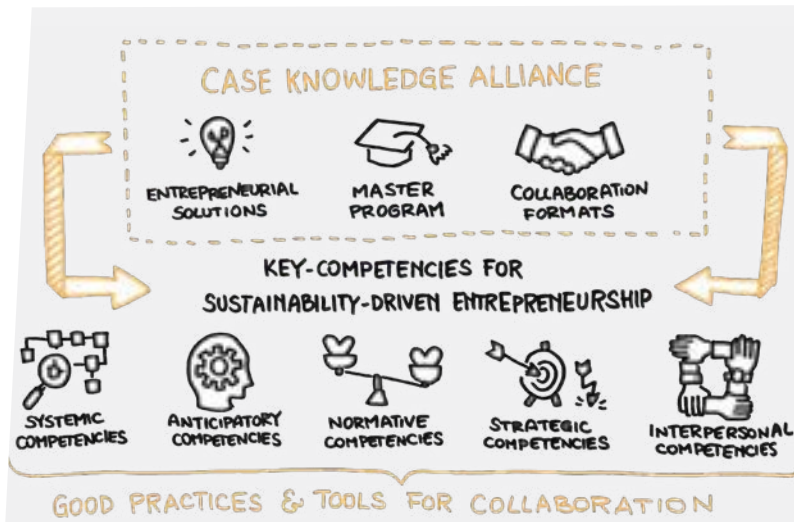 CASE KNOWLEDGE ALLIANCE
ENTREPRENEURIAL
SOLUTIONS
MASTER
PROGRAM
COLLABORATION
FORMATS
KEY-COMPETENCIES FOR
SUSTAINABILITY-DRIVEN ENTREPRENEURSHIP
SYSTEMIC
COMPETENCIES
ANTICIPATORY
COMPETENCIES
NORMATIVE
COMPETENCIES
STRATEGIC
COMPETENCIES
INTERPERSONAL
COMPETENCIES
GOOD PRACTICES & TOOLS FOR COLLABORATION